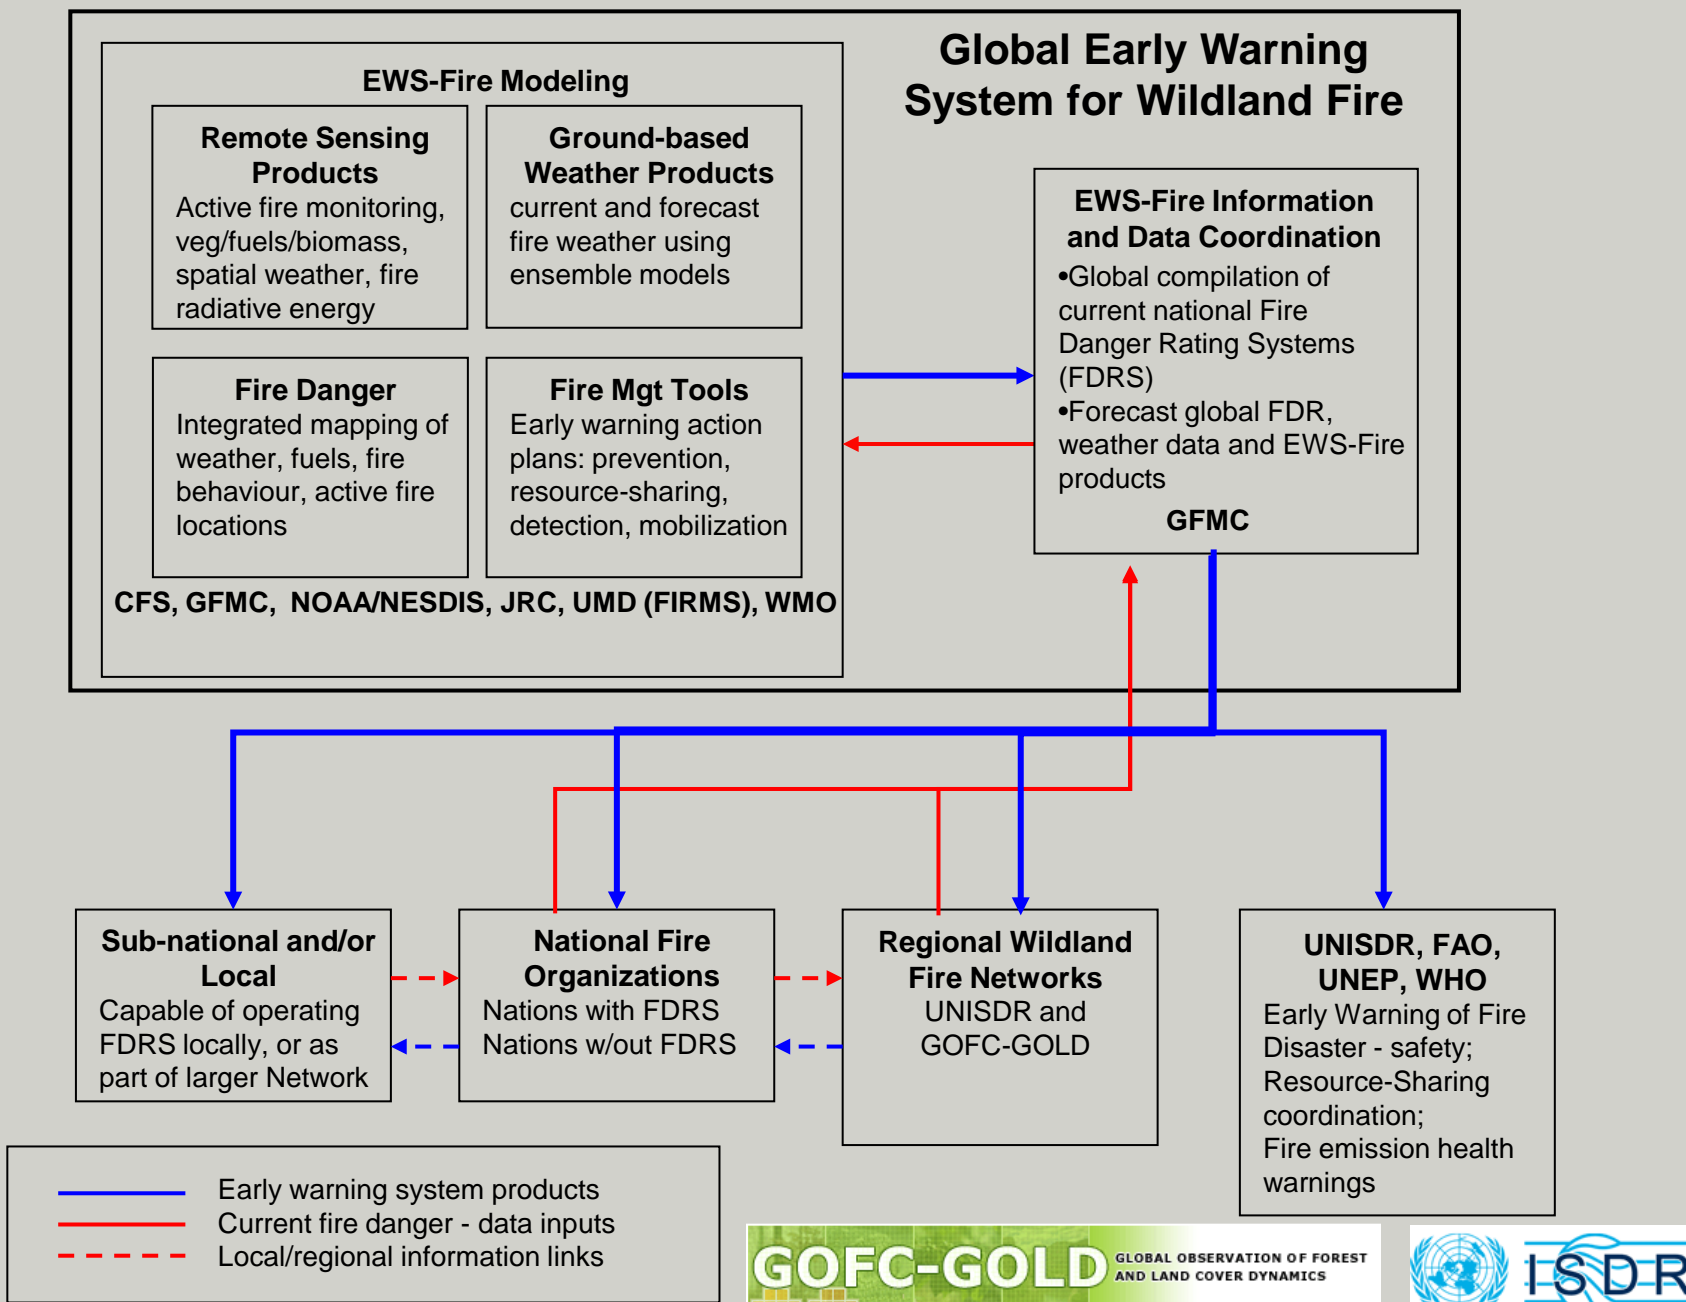 Global Early Warning
System for Wildland Fire
EWS-Fire Modeling
Remote Sensing
Products
Active fire monitoring,
veg/fuels/biomass,
spatial weather, fire
radiative energy
Ground-based
Weather Products
current and forecast
fire weather using
ensemble models
Fire Danger
Integrated mapping of
weather, fuels, fire
behaviour, active fire
locations
Fire Mgt Tools
Early warning action
plans: prevention,
resource-sharing,
detection, mobilization
CFS, GFMC,  NOAA/NESDIS, JRC, UMD (FIRMS), WMO
EWS-Fire Information
and Data Coordination
•Global compilation of
current national Fire
Danger Rating Systems
(FDRS)
•Forecast global FDR,
weather data and EWS-Fire
products
GFMC
Sub-national and/or
Local
Capable of operating
FDRS locally, or as
part of larger Network
National Fire
Organizations
Nations with FDRS
Nations w/out FDRS
Regional Wildland
Fire Networks
UNISDR and
GOFC-GOLD
UNISDR, FAO,
UNEP, WHO
Early Warning of Fire
Disaster - safety;
Resource-Sharing
coordination;
Fire emission health
warnings
Early warning system products
Current fire danger - data inputs
Local/regional information links
GOFC-GOLD
GLOBAL OBSERVATION OF FOREST
AND LAND COVER DYNAMICS
ISDR